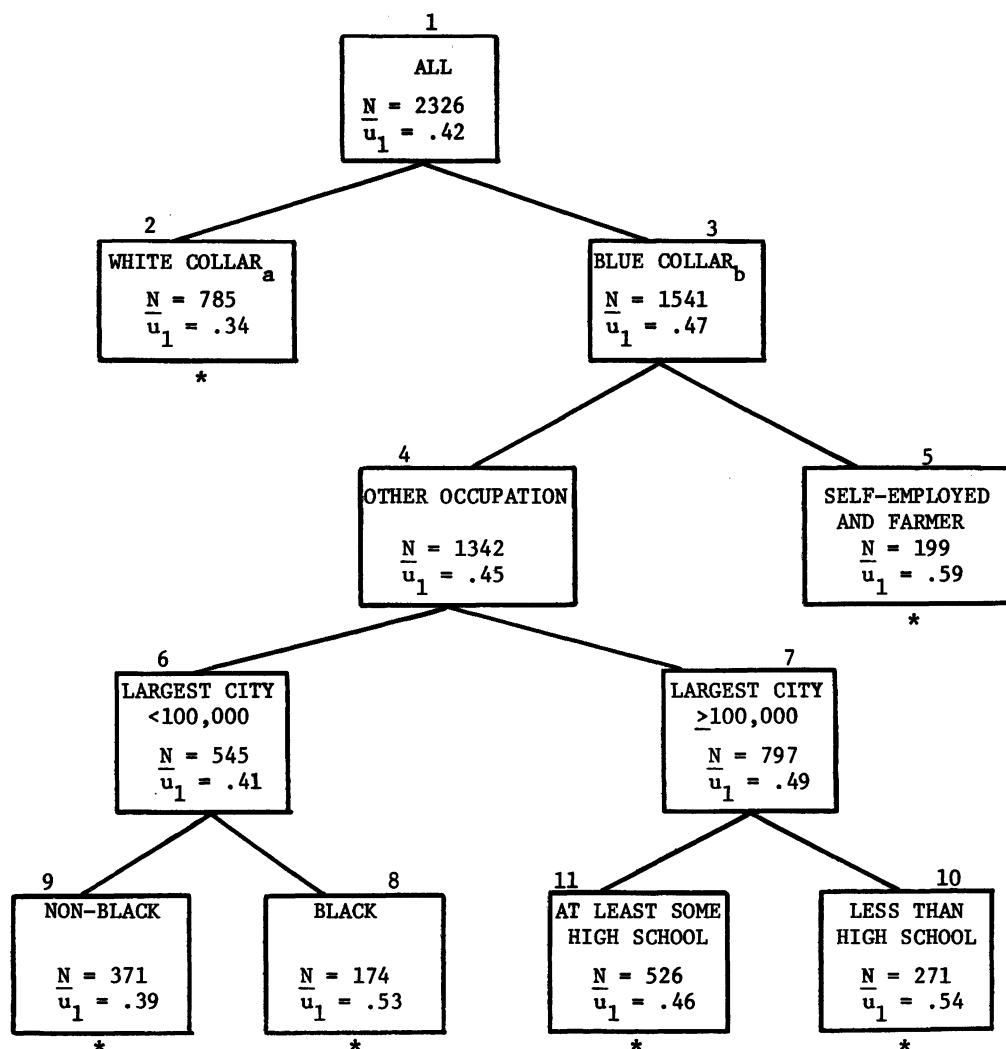 1
ALL
N = 2326
u1 = .42
2
WHITE COLLARa
N = 785
u1 = .34
*
3
BLUE COLLARb
N = 1541
u1 = .47
4
OTHER OCCUPATION
N = 1342
u1 = .45
5
SELF-EMPLOYED
AND FARMER
N = 199
u1 = .59
*
6
LARGEST CITY
<100,000
N = 545
u1 = .41
7
LARGEST CITY
≥100,000
N = 797
u1 = .49
9
NON-BLACK
N = 371
u1 = .39
*
8
BLACK
N = 174
u1 = .53
*
11
AT LEAST SOME
HIGH SCHOOL
N = 526
u1 = .46
*
10
LESS THAN
HIGH SCHOOL
N = 271
u1 = .54
*